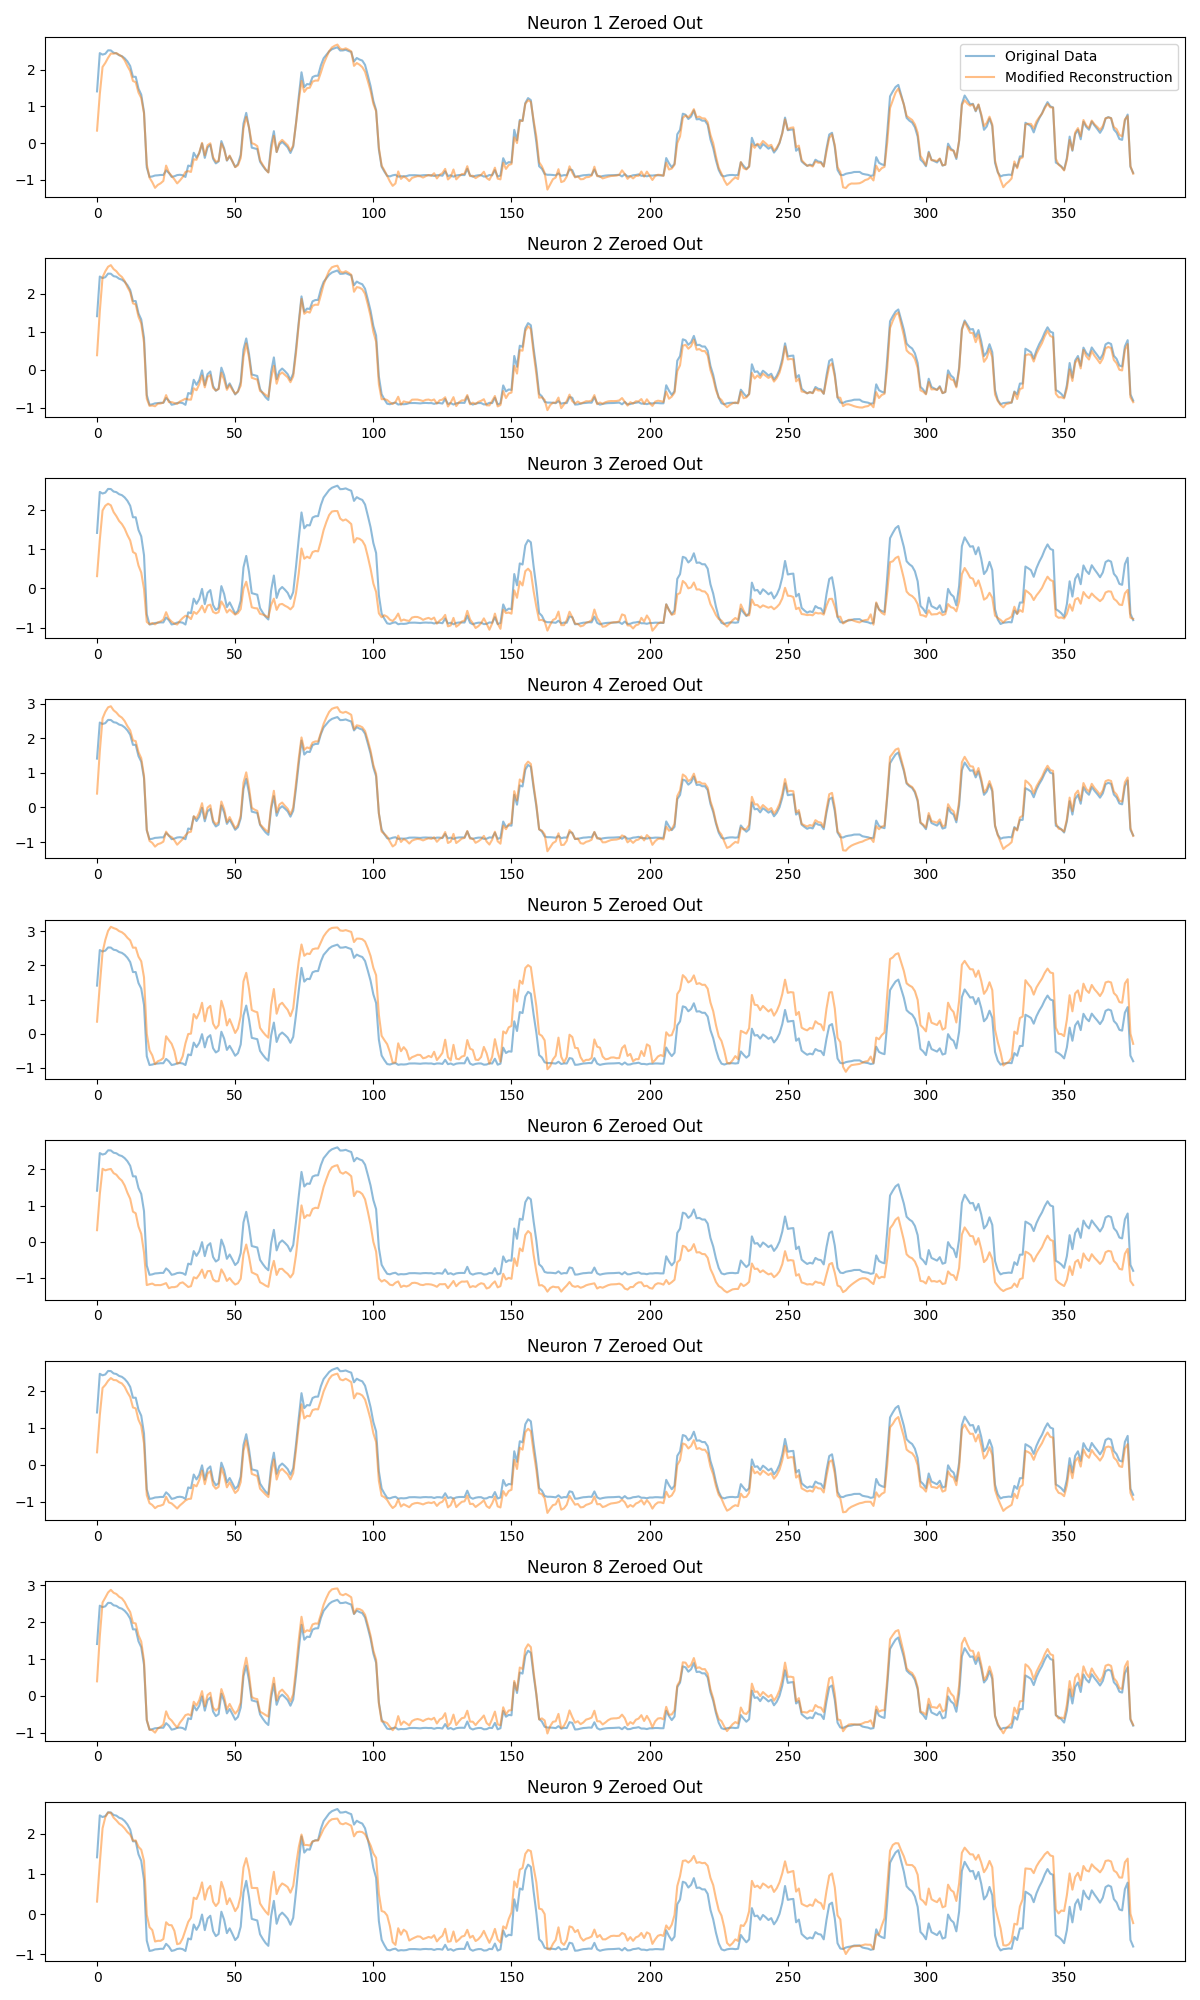 Neuron 1 Zeroed Out
Original Data
Modified Reconstruction
2
1
0
−1
0 50 100 150 200 250 300 350
Neuron 2 Zeroed Out
2
1
0
−1
0 50 100 150 200 250 300 350
Neuron 3 Zeroed Out
2
1
0
−1
0 50 100 150 200 250 300 350
Neuron 4 Zeroed Out
3
2
1
0
−1
0 50 100 150 200 250 300 350
Neuron 5 Zeroed Out
3
2
1
0
−1
0 50 100 150 200 250 300 350
Neuron 6 Zeroed Out
2
1
0
−1
0 50 100 150 200 250 300 350
Neuron 7 Zeroed Out
2
1
0
−1
0 50 100 150 200 250 300 350
Neuron 8 Zeroed Out
3
2
1
0
−1
0 50 100 150 200 250 300 350
Neuron 9 Zeroed Out
2
1
0
−1
0 50 100 150 200 250 300 350